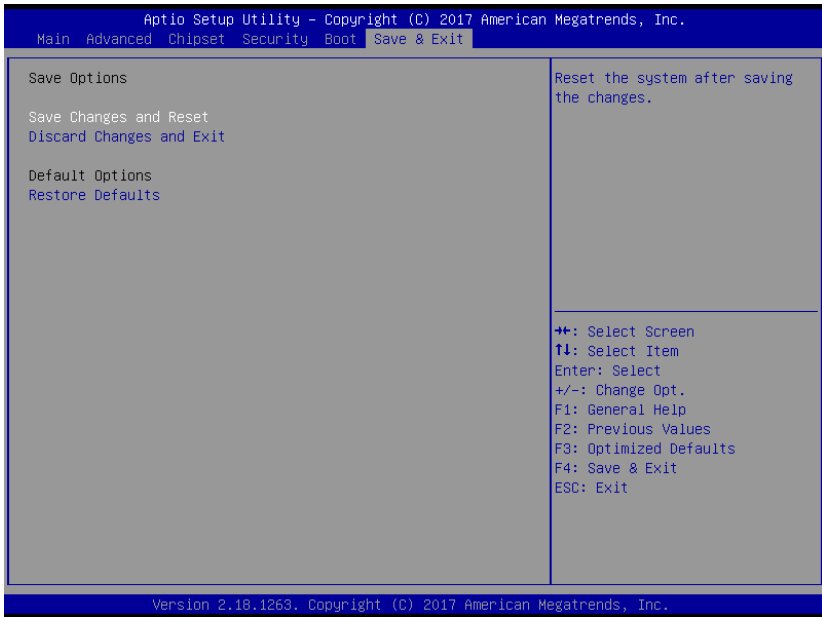 Aptio Setup Utility – Copyright (C) 2017 American Megatrends, Inc.
Main Advanced Chipset Security Boot Save & Exit
Save Options
Save Changes and Reset
Discard Changes and Exit
Default Options
Restore Defaults
Reset the system after saving
the changes.
→←: Select Screen
↑↓: Select Item
Enter: Select
+/-: Change Opt.
F1: General Help
F2: Previous Values
F3: Optimized Defaults
F4: Save & Exit
ESC: Exit
Version 2.18.1263. Copyright (C) 2017 American Megatrends, Inc.